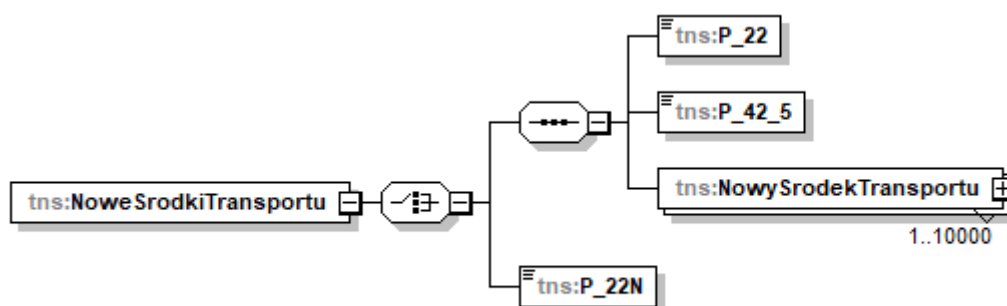 tns:P_22
tns:P_42_5
tns:NoweSrodkiTransportu
tns:NowySrodekTransportu
1..10000
tns:P_22N